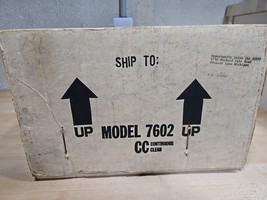 SHIP TO:
UP MODEL 7602 UP
CC CONTINUOUS
CLEAN